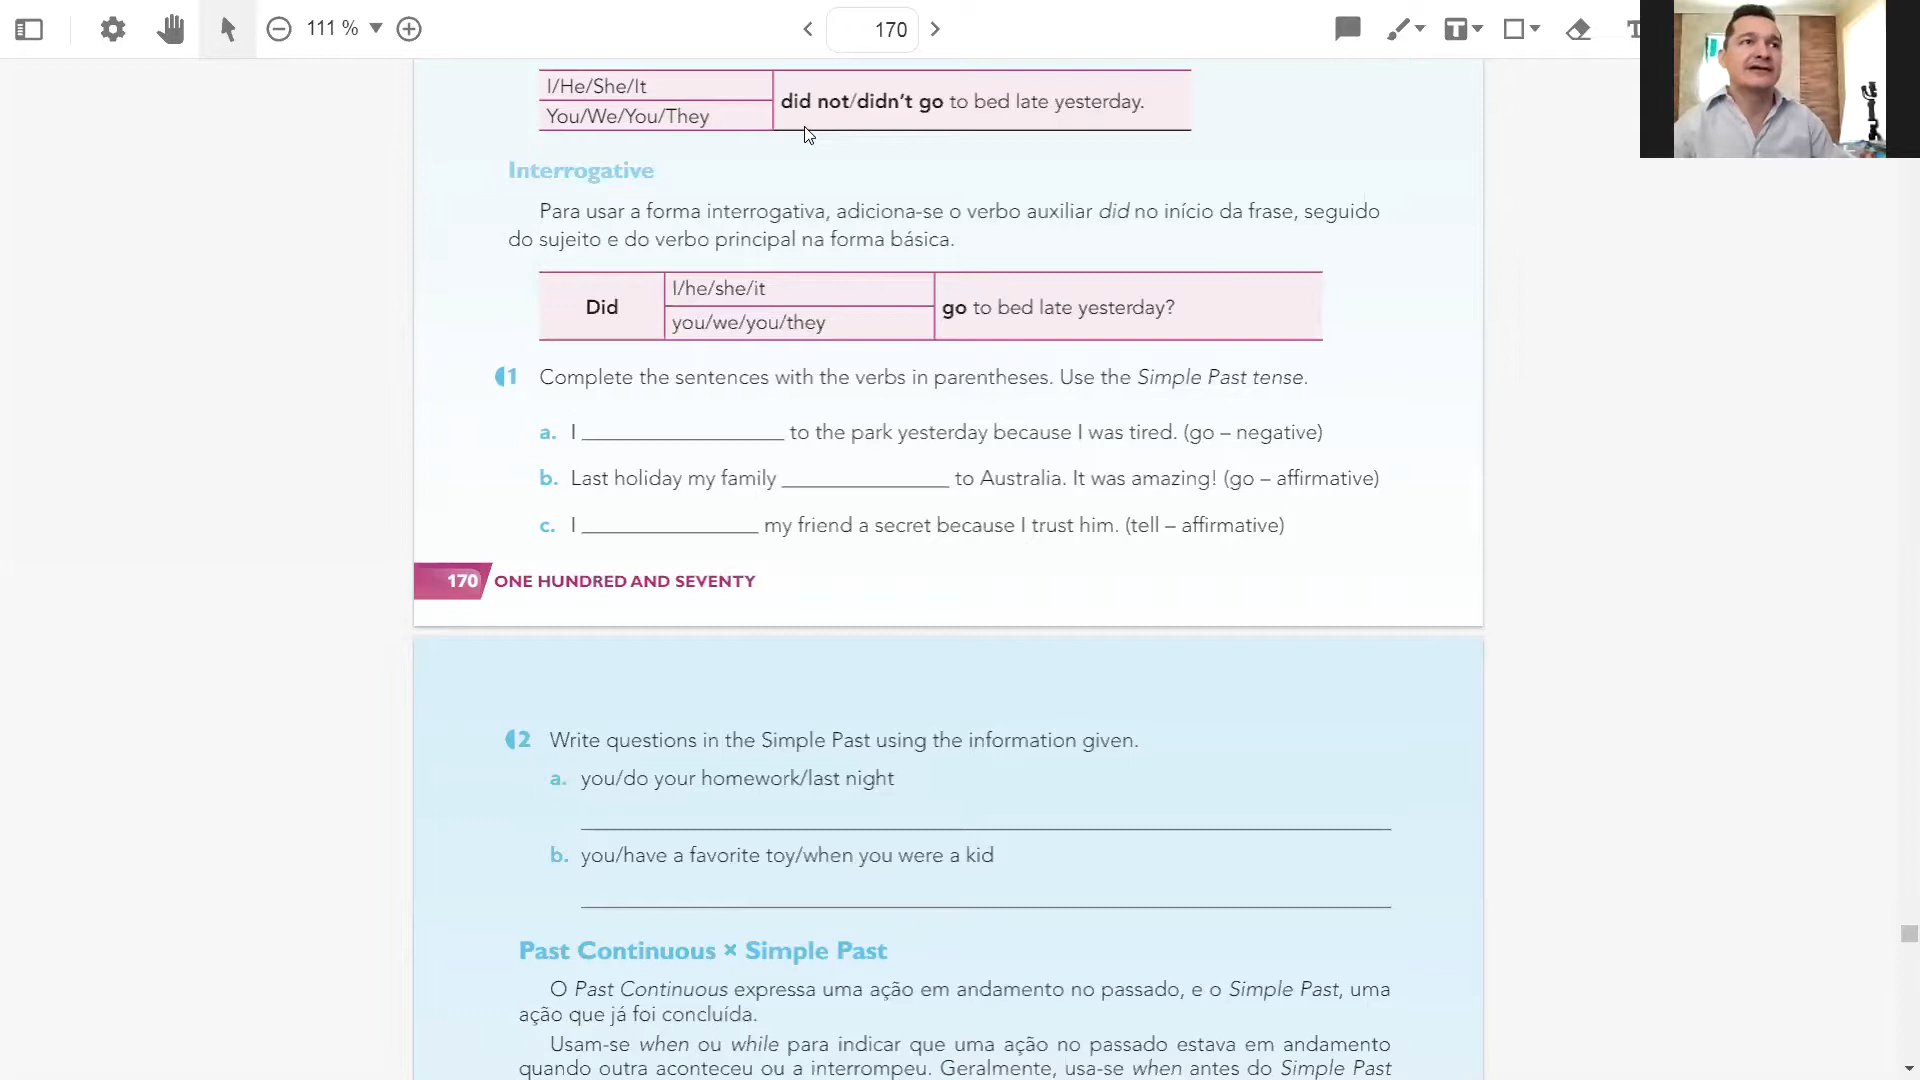 111 %
170
I/He/She/It
You/We/You/They
did not/didn't go to bed late yesterday.
Interrogative
Para usar a forma interrogativa, adiciona-se o verbo auxiliar did no início da frase, seguido
do sujeito e do verbo principal na forma básica.
Did
I/he/she/it
you/we/you/they
go to bed late yesterday?
1 Complete the sentences with the verbs in parentheses. Use the Simple Past tense.
a. I ____________________ to the park yesterday because I was tired. (go – negative)
b. Last holiday my family ________________ to Australia. It was amazing! (go – affirmative)
c. I _________________ my friend a secret because I trust him. (tell – affirmative)
170 ONE HUNDRED AND SEVENTY
2 Write questions in the Simple Past using the information given.
a. you/do your homework/last night
b. you/have a favorite toy/when you were a kid
Past Continuous × Simple Past
O Past Continuous expressa uma ação em andamento no passado, e o Simple Past, uma
ação que já foi concluída.
Usam-se when ou while para indicar que uma ação no passado estava em andamento
quando outra aconteceu ou a interrompeu. Geralmente, usa-se when antes do Simple Past